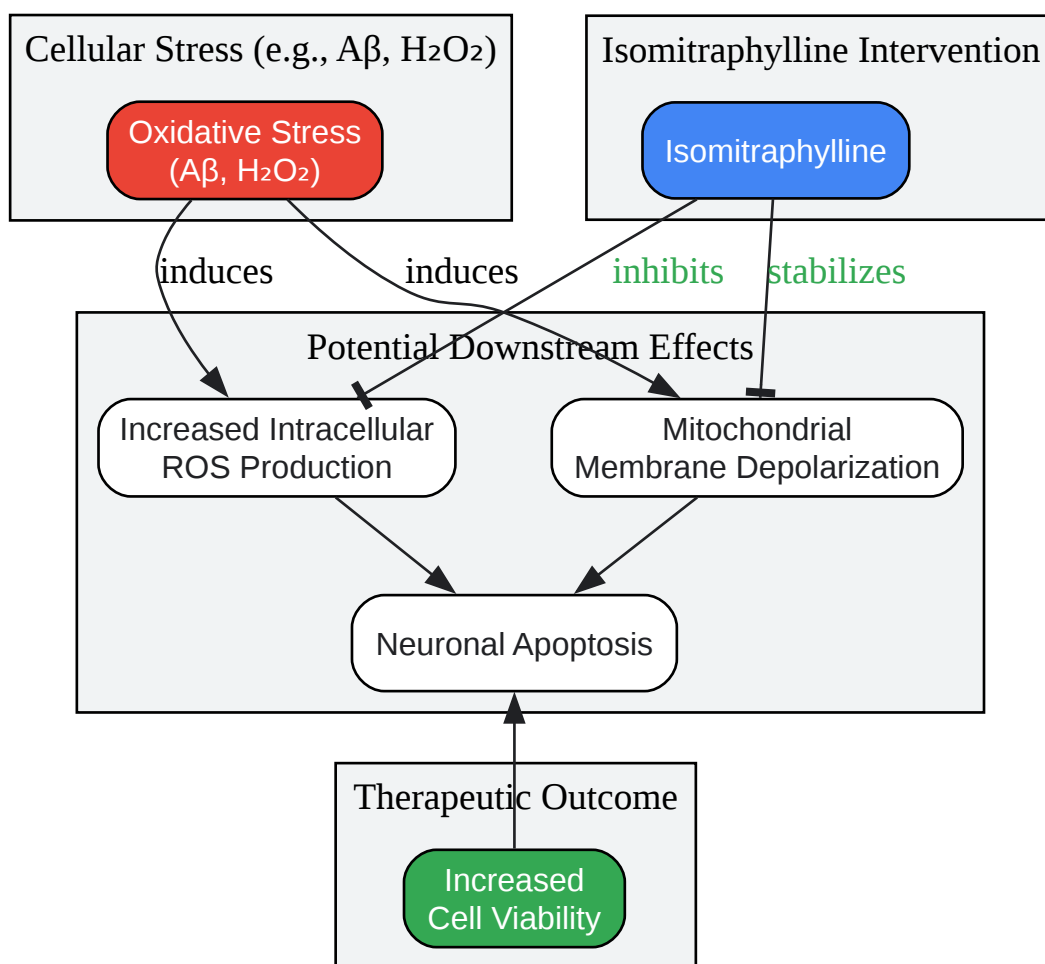 Cellular Stress (e.g., Aβ, H₂O₂)
Isomitraphylline Intervention
Oxidative Stress
(Aβ, H₂O₂)
Isomitraphylline
induces
induces
inhibits
stabilizes
Potential Downstream Effects
Increased Intracellular
ROS Production
Mitochondrial
Membrane Depolarization
Neuronal Apoptosis
Therapeutic Outcome
Increased
Cell Viability